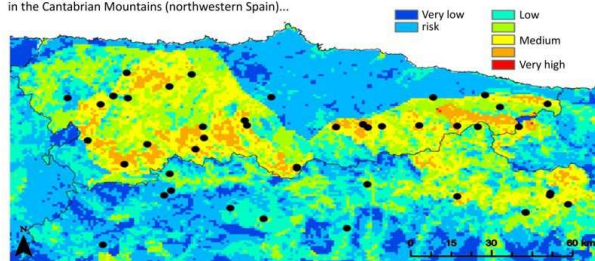 in the Cantabrian Mountains (northwestern Spain)...
Very low
risk
Low
Medium
Very high
N
0 15 30 60 km